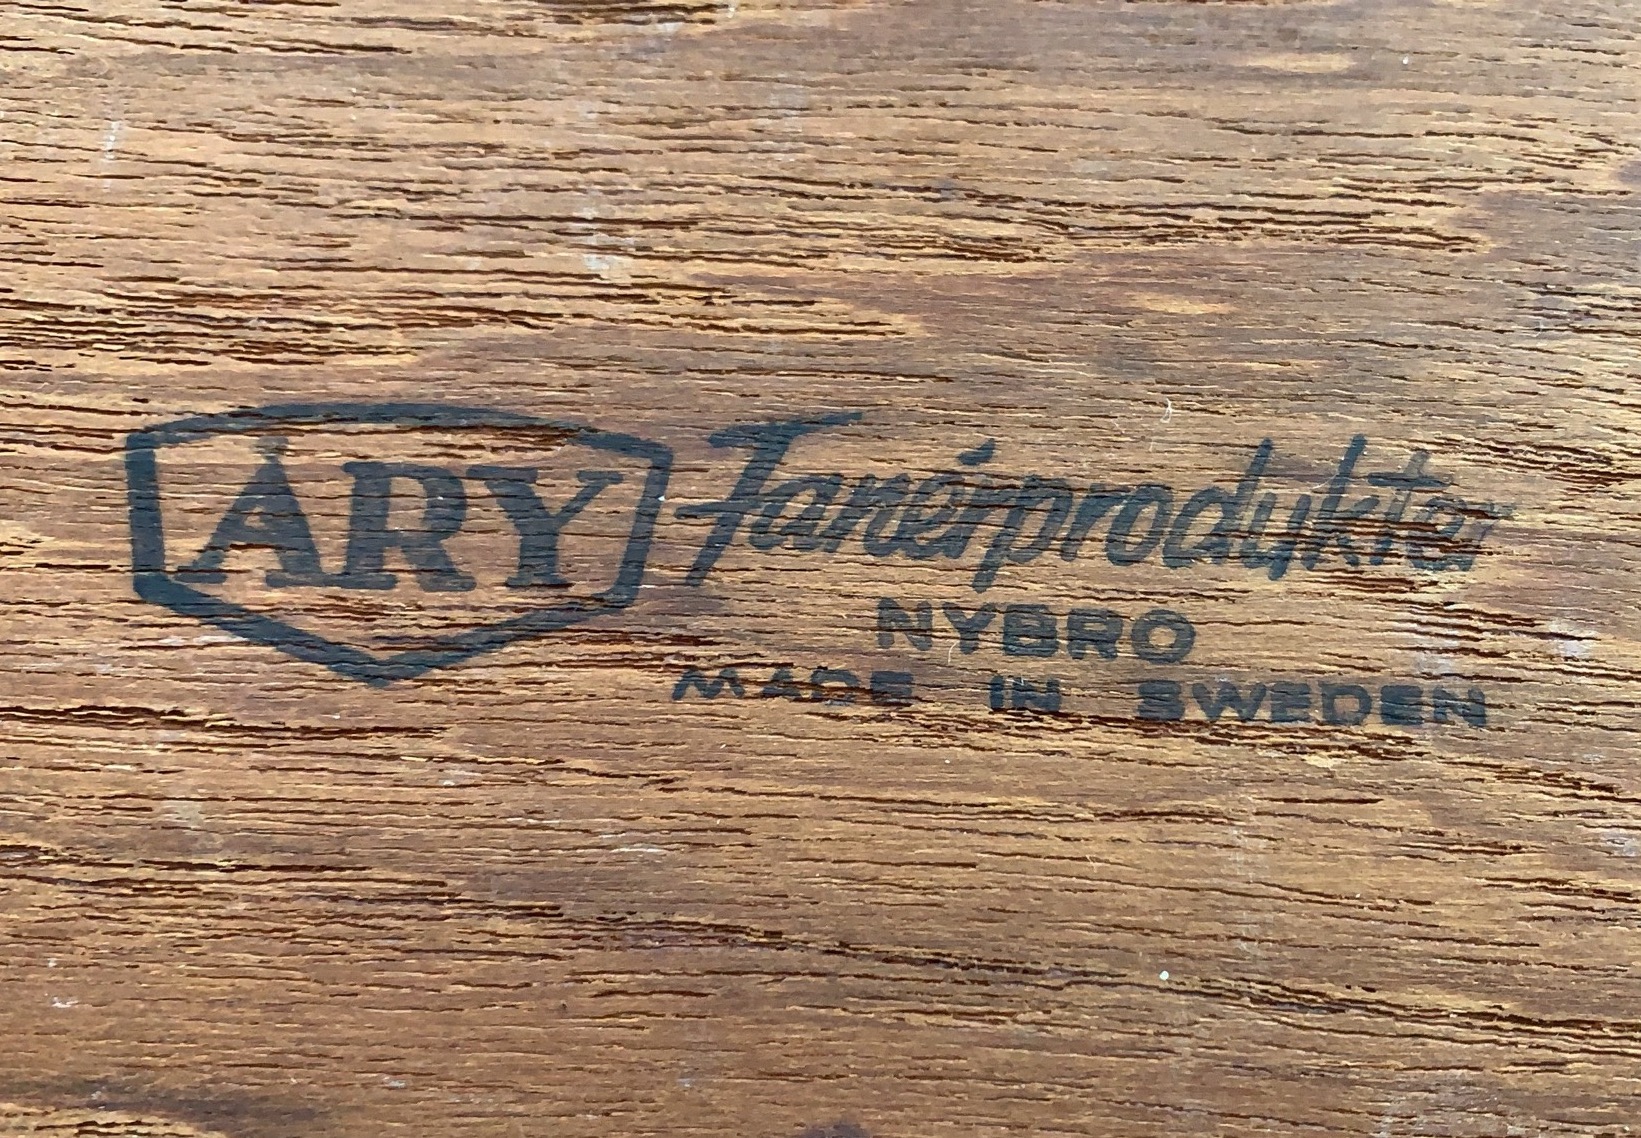 ÅRY Fanérprodukter
NYBRO
MADE IN SWEDEN